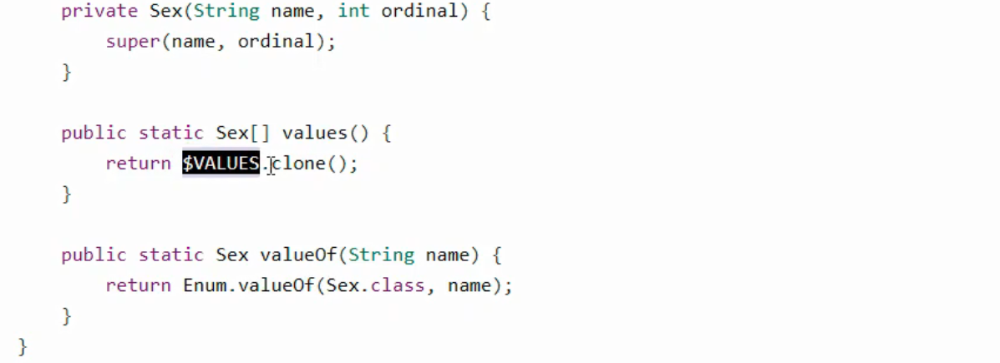 private Sex(String name, int ordinal) {
super(name, ordinal);
}
public static Sex[] values() {
return $VALUES.clone();
}
public static Sex valueOf(String name) {
return Enum.valueOf(Sex.class, name);
}
}